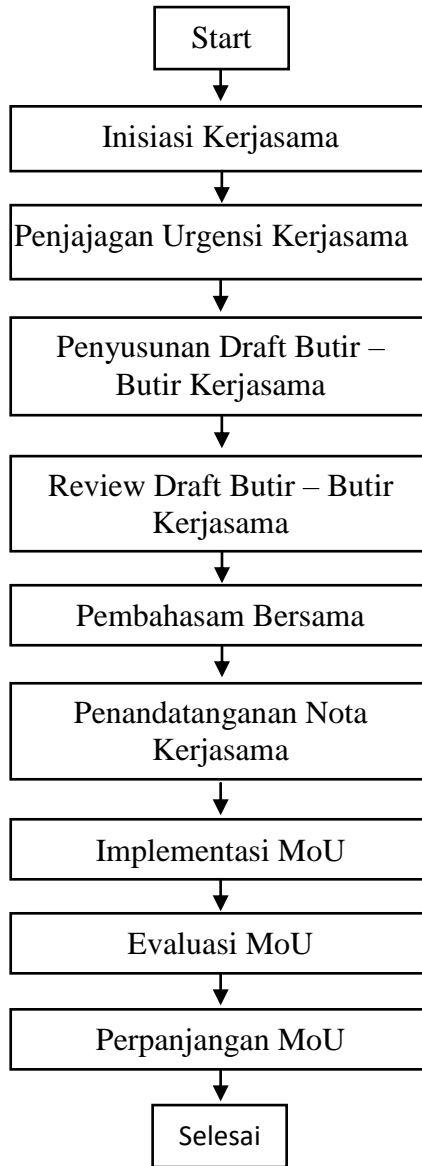 Start
Inisiasi Kerjasama
Penjajagan Urgensi Kerjasama
Penyusunan Draft Butir –
Butir Kerjasama
Review Draft Butir – Butir
Kerjasama
Pembahasam Bersama
Penandatanganan Nota
Kerjasama
Implementasi MoU
Evaluasi MoU
Perpanjangan MoU
Selesai